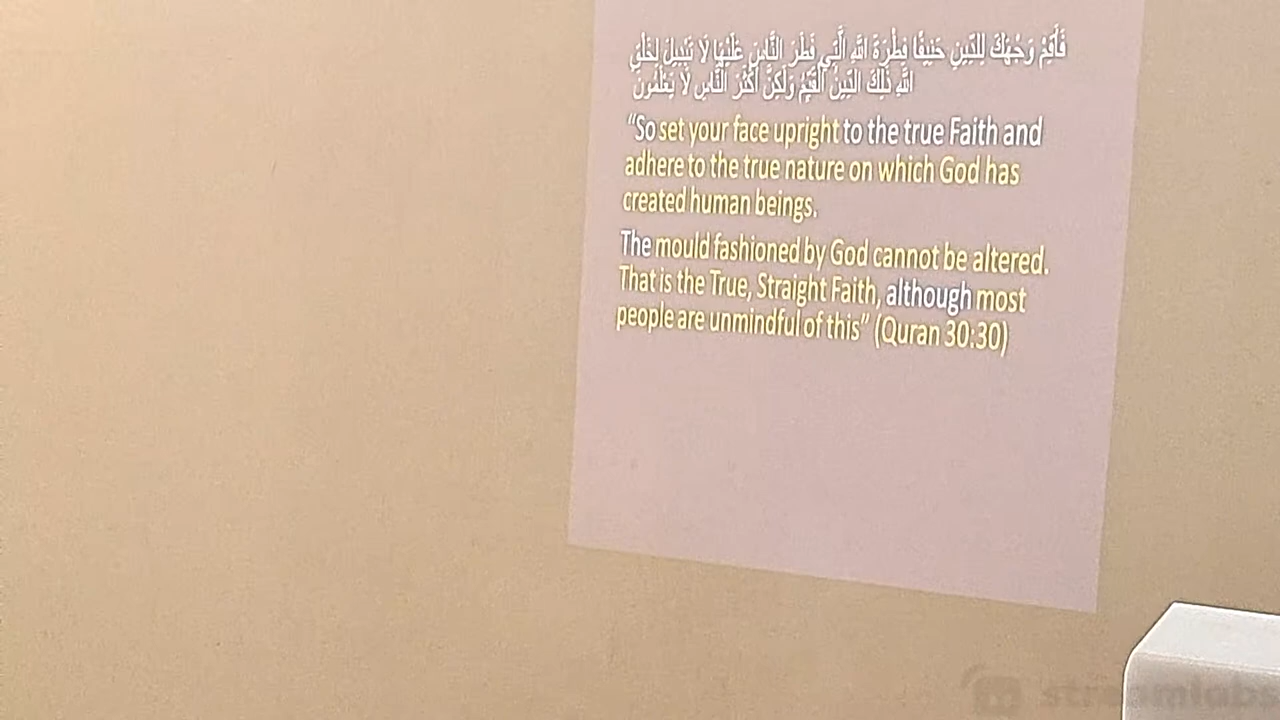 فَأَقِمْ وَجْهَكَ لِلدِّينِ حَنِيفًا فِطْرَةَ اللَّهِ الَّتِي فَطَرَ النَّاسَ عَلَيْهَا لَا تَبْدِيلَ لِخَلْقِ
اللَّهِ ذَٰلِكَ الدِّينُ الْقَيِّمُ وَلَٰكِنَّ أَكْثَرَ النَّاسِ لَا يَعْلَمُونَ
“So set your face upright to the true Faith and
adhere to the true nature on which God has
created human beings.
The mould fashioned by God cannot be altered.
That is the True, Straight Faith, although most
people are unmindful of this” (Quran 30:30)
streamlabs